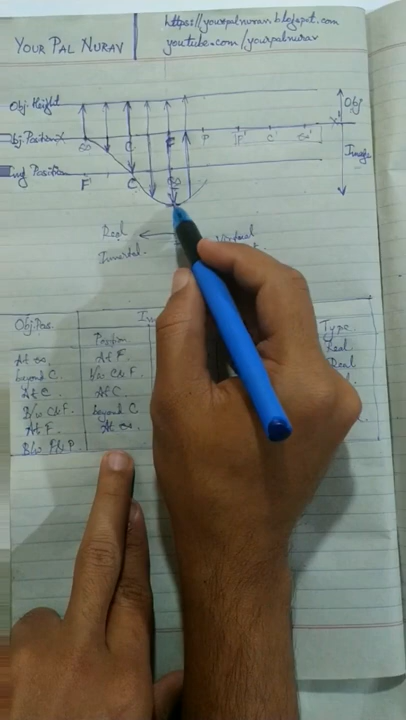 YOUR PAL NURAV
https://yourpalnurav.blogspot.com
youtube.com/yourpalnurav
Obj. Height
Obj
X'
Obj. Position X
∞ C F P F' C' ∞'
Image
Img Position
F C ∞
Real
Virtual
Inverted.
Obj. Pos.
Type
Positn
At ∞ At F. Real
beyond C. b/w C & F. Real
At C. At C.
B/w C & F. beyond C.
At F. At ∞.
B/w F & P.